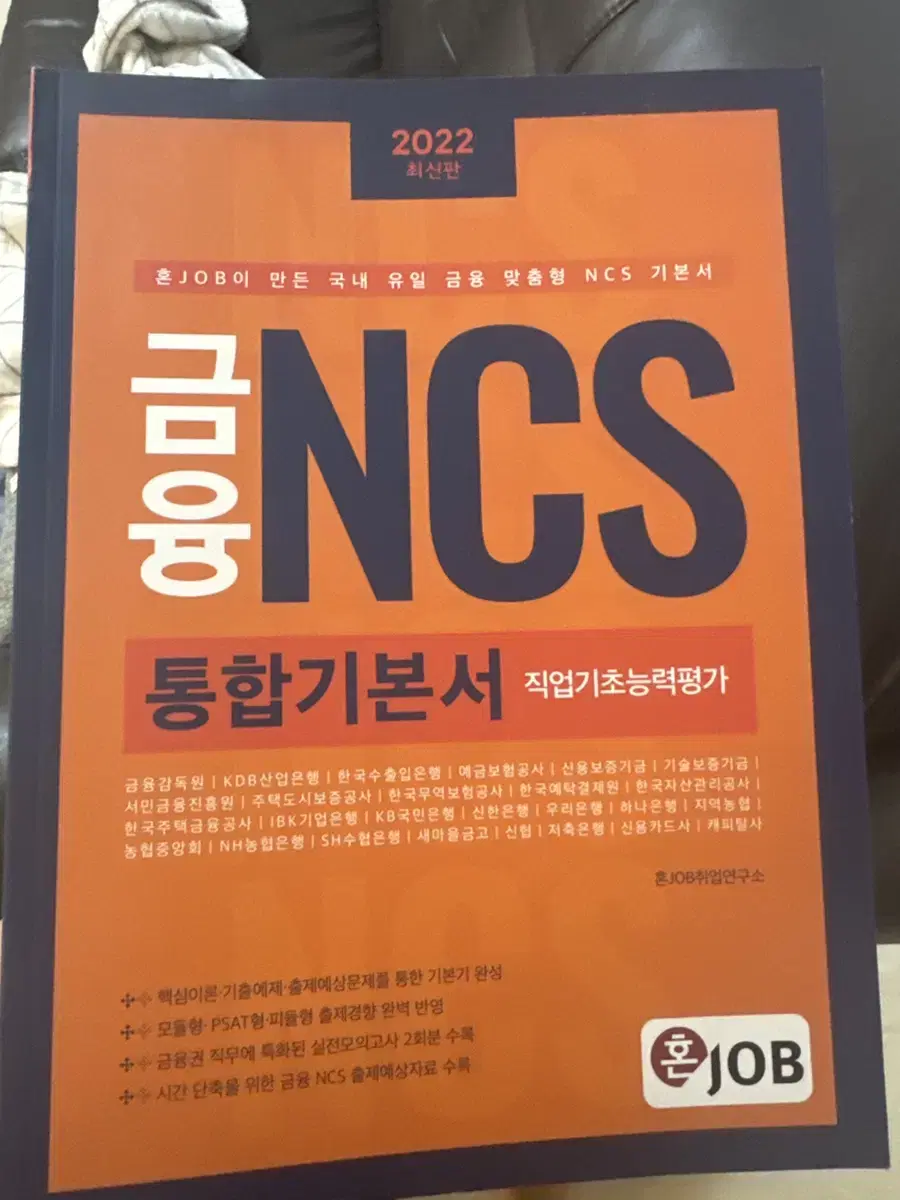 2022
최신판
혼JOB이 만든 국내 유일 금융 맞춤형 NCS 기본서
금융 NCS
통합기본서 직업기초능력평가
금융감독원 | KDB산업은행 | 한국수출입은행 | 예금보험공사 | 신용보증기금 | 기술보증기금 |
서민금융진흥원 | 주택도시보증공사 | 한국무역보험공사 | 한국예탁결제원 | 한국자산관리공사 |
한국주택금융공사 | IBK기업은행 | KB국민은행 | 신한은행 | 우리은행 | 하나은행 | 지역농협 |
농협중앙회 | NH농협은행 | SH수협은행 | 새마을금고 | 신협 | 저축은행 | 신용카드사 | 캐피탈사
혼JOB취업연구소
핵심이론·기출예제·출제예상문제를 통한 기본기 완성
모듈형·PSAT형·피듈형 출제경향 완벽 반영
금융권 직무에 특화된 실전모의고사 2회분 수록
시간 단축을 위한 금융 NCS 출제예상자료 수록
혼JOB